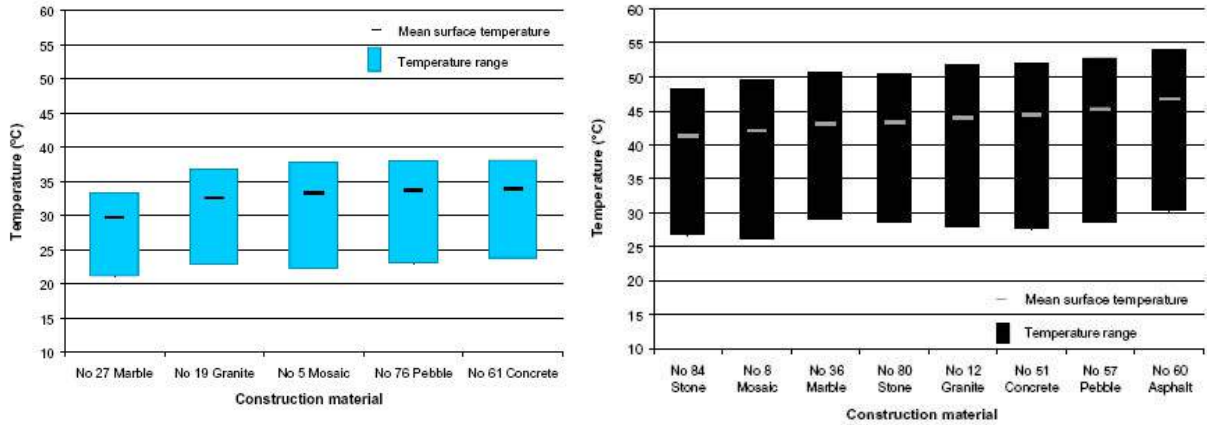 60
55
50
45
40
35
30
25
20
15
10
Temperature (°C)
Mean surface temperature
Temperature range
No 27 Marble No 19 Granite No 5 Mosaic No 76 Pebble No 61 Concrete
Construction material
60
55
50
45
40
35
30
25
20
15
10
Temperature (°C)
Mean surface temperature
Temperature range
No 84 No 8 No 36 No 80 No 12 No 51 No 57 No 60
Stone Mosaic Marble Stone Granite Concrete Pebble Asphalt
Construction material